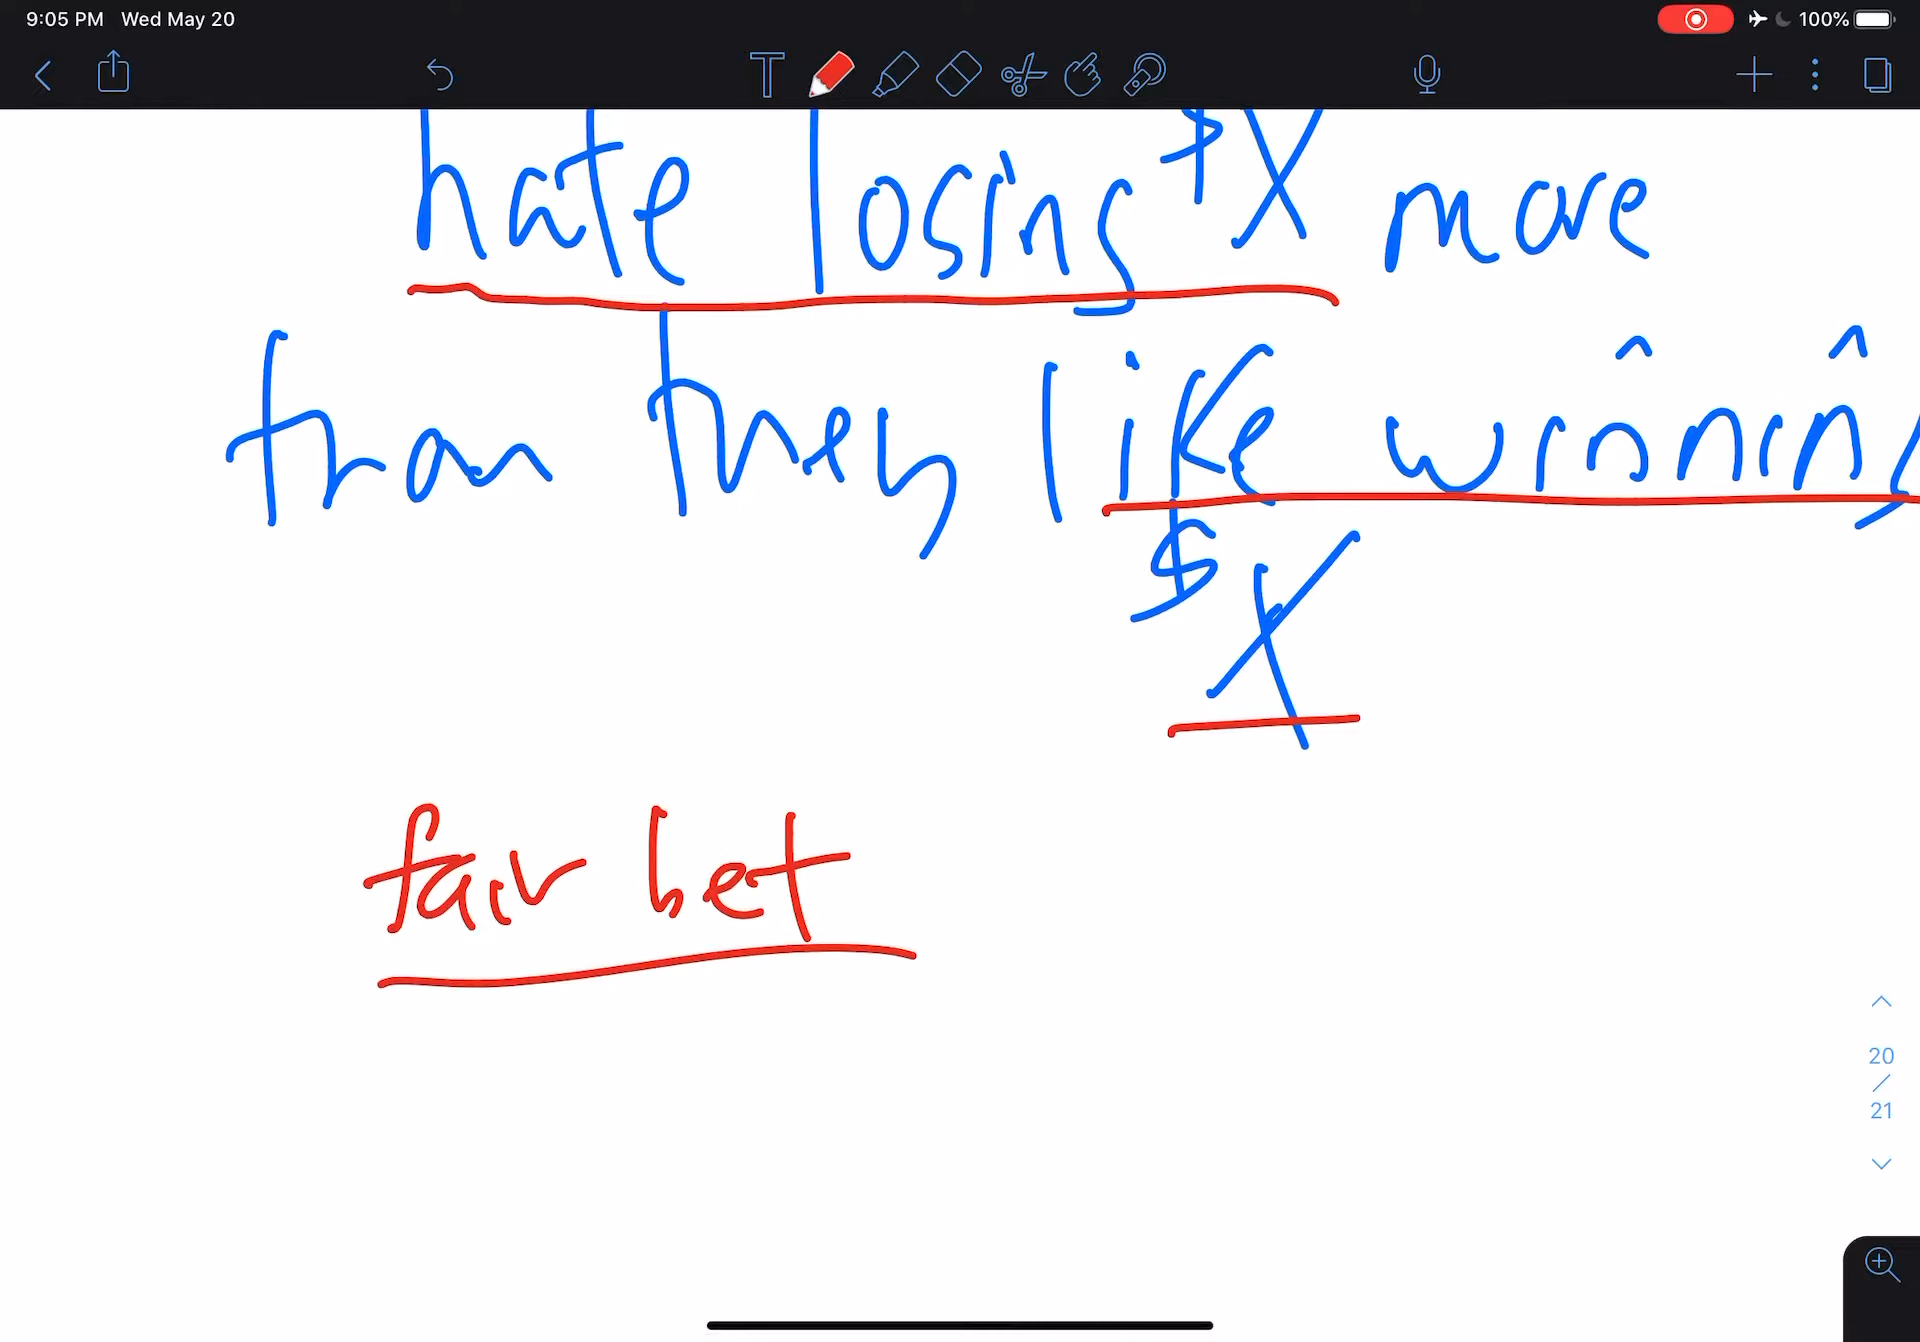 9:05 PM Wed May 20
100%
T
hate losing $X more
than they like winning
$X
fair bet
20
/
21